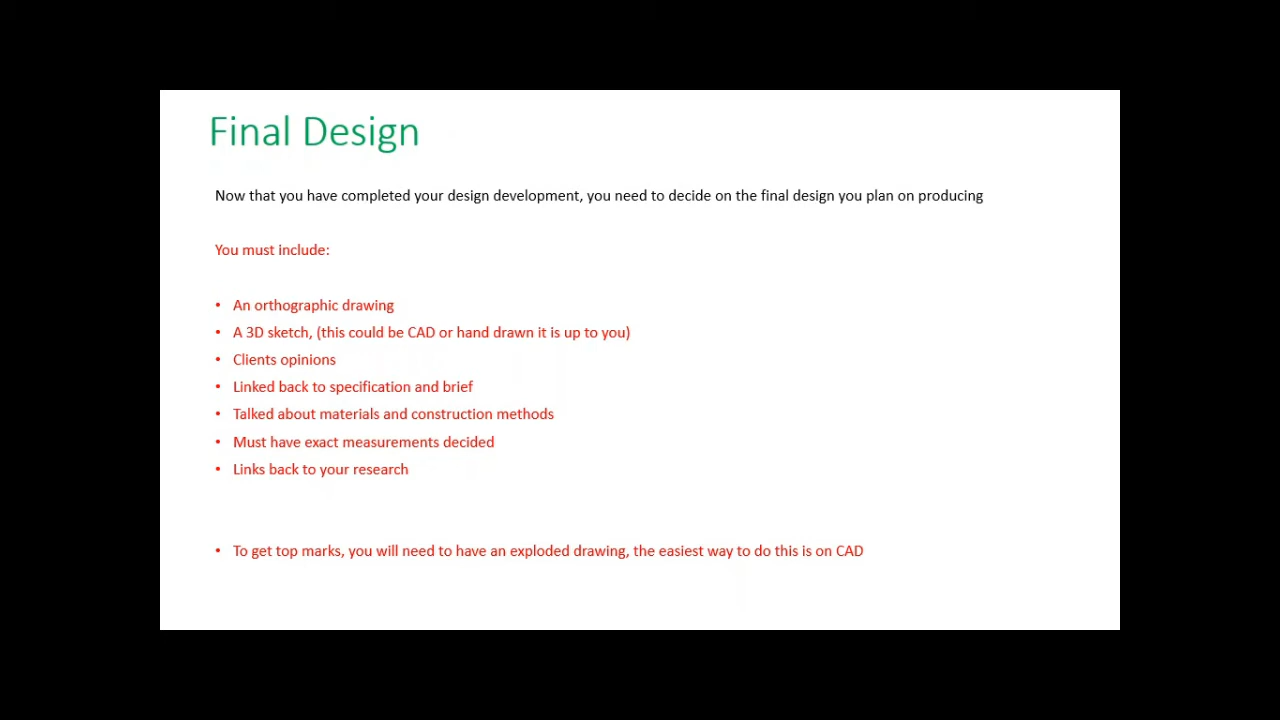 Final Design
Now that you have completed your design development, you need to decide on the final design you plan on producing
You must include:
• An orthographic drawing
• A 3D sketch, (this could be CAD or hand drawn it is up to you)
• Clients opinions
• Linked back to specification and brief
• Talked about materials and construction methods
• Must have exact measurements decided
• Links back to your research
• To get top marks, you will need to have an exploded drawing, the easiest way to do this is on CAD